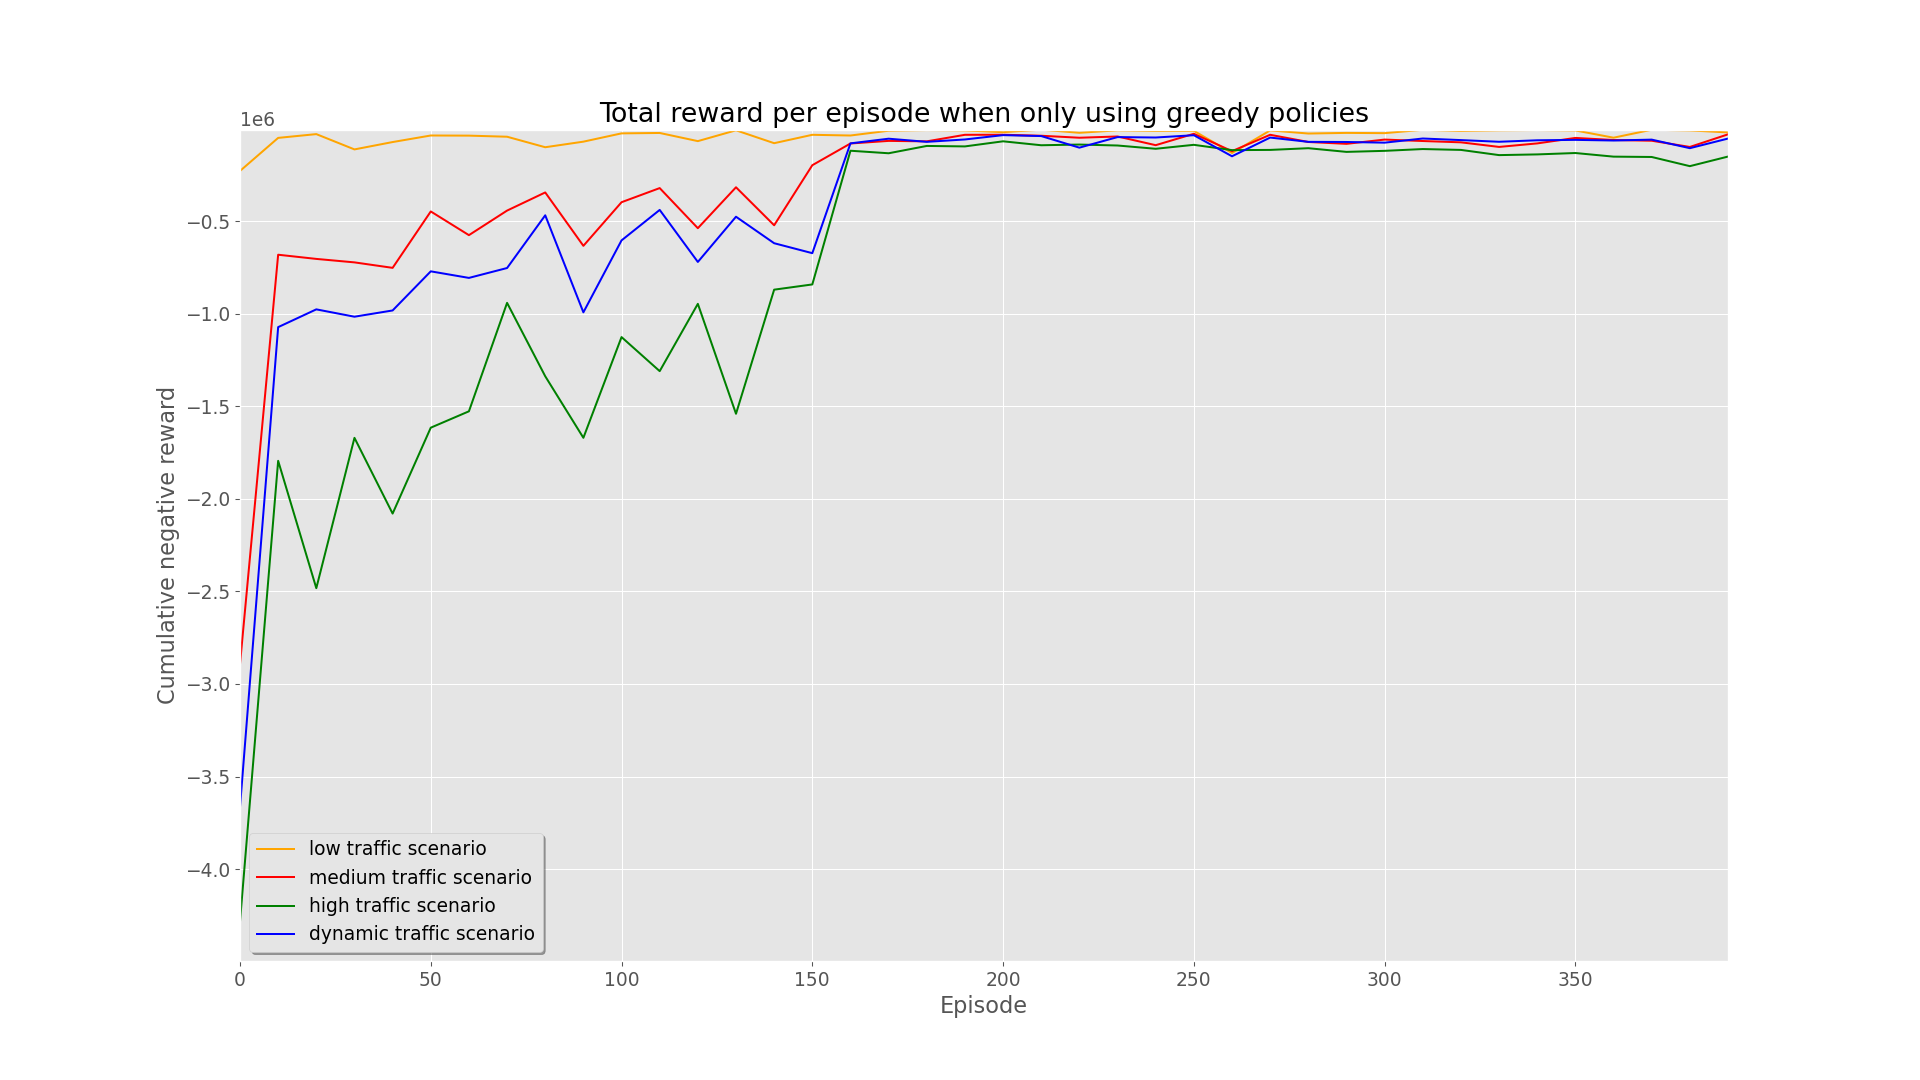 Total reward per episode when only using greedy policies
1e6
−0.5
−1.0
−1.5
−2.0
−2.5
−3.0
−3.5
−4.0
Cumulative negative reward
low traffic scenario
medium traffic scenario
high traffic scenario
dynamic traffic scenario
0 50 100 150 200 250 300 350
Episode